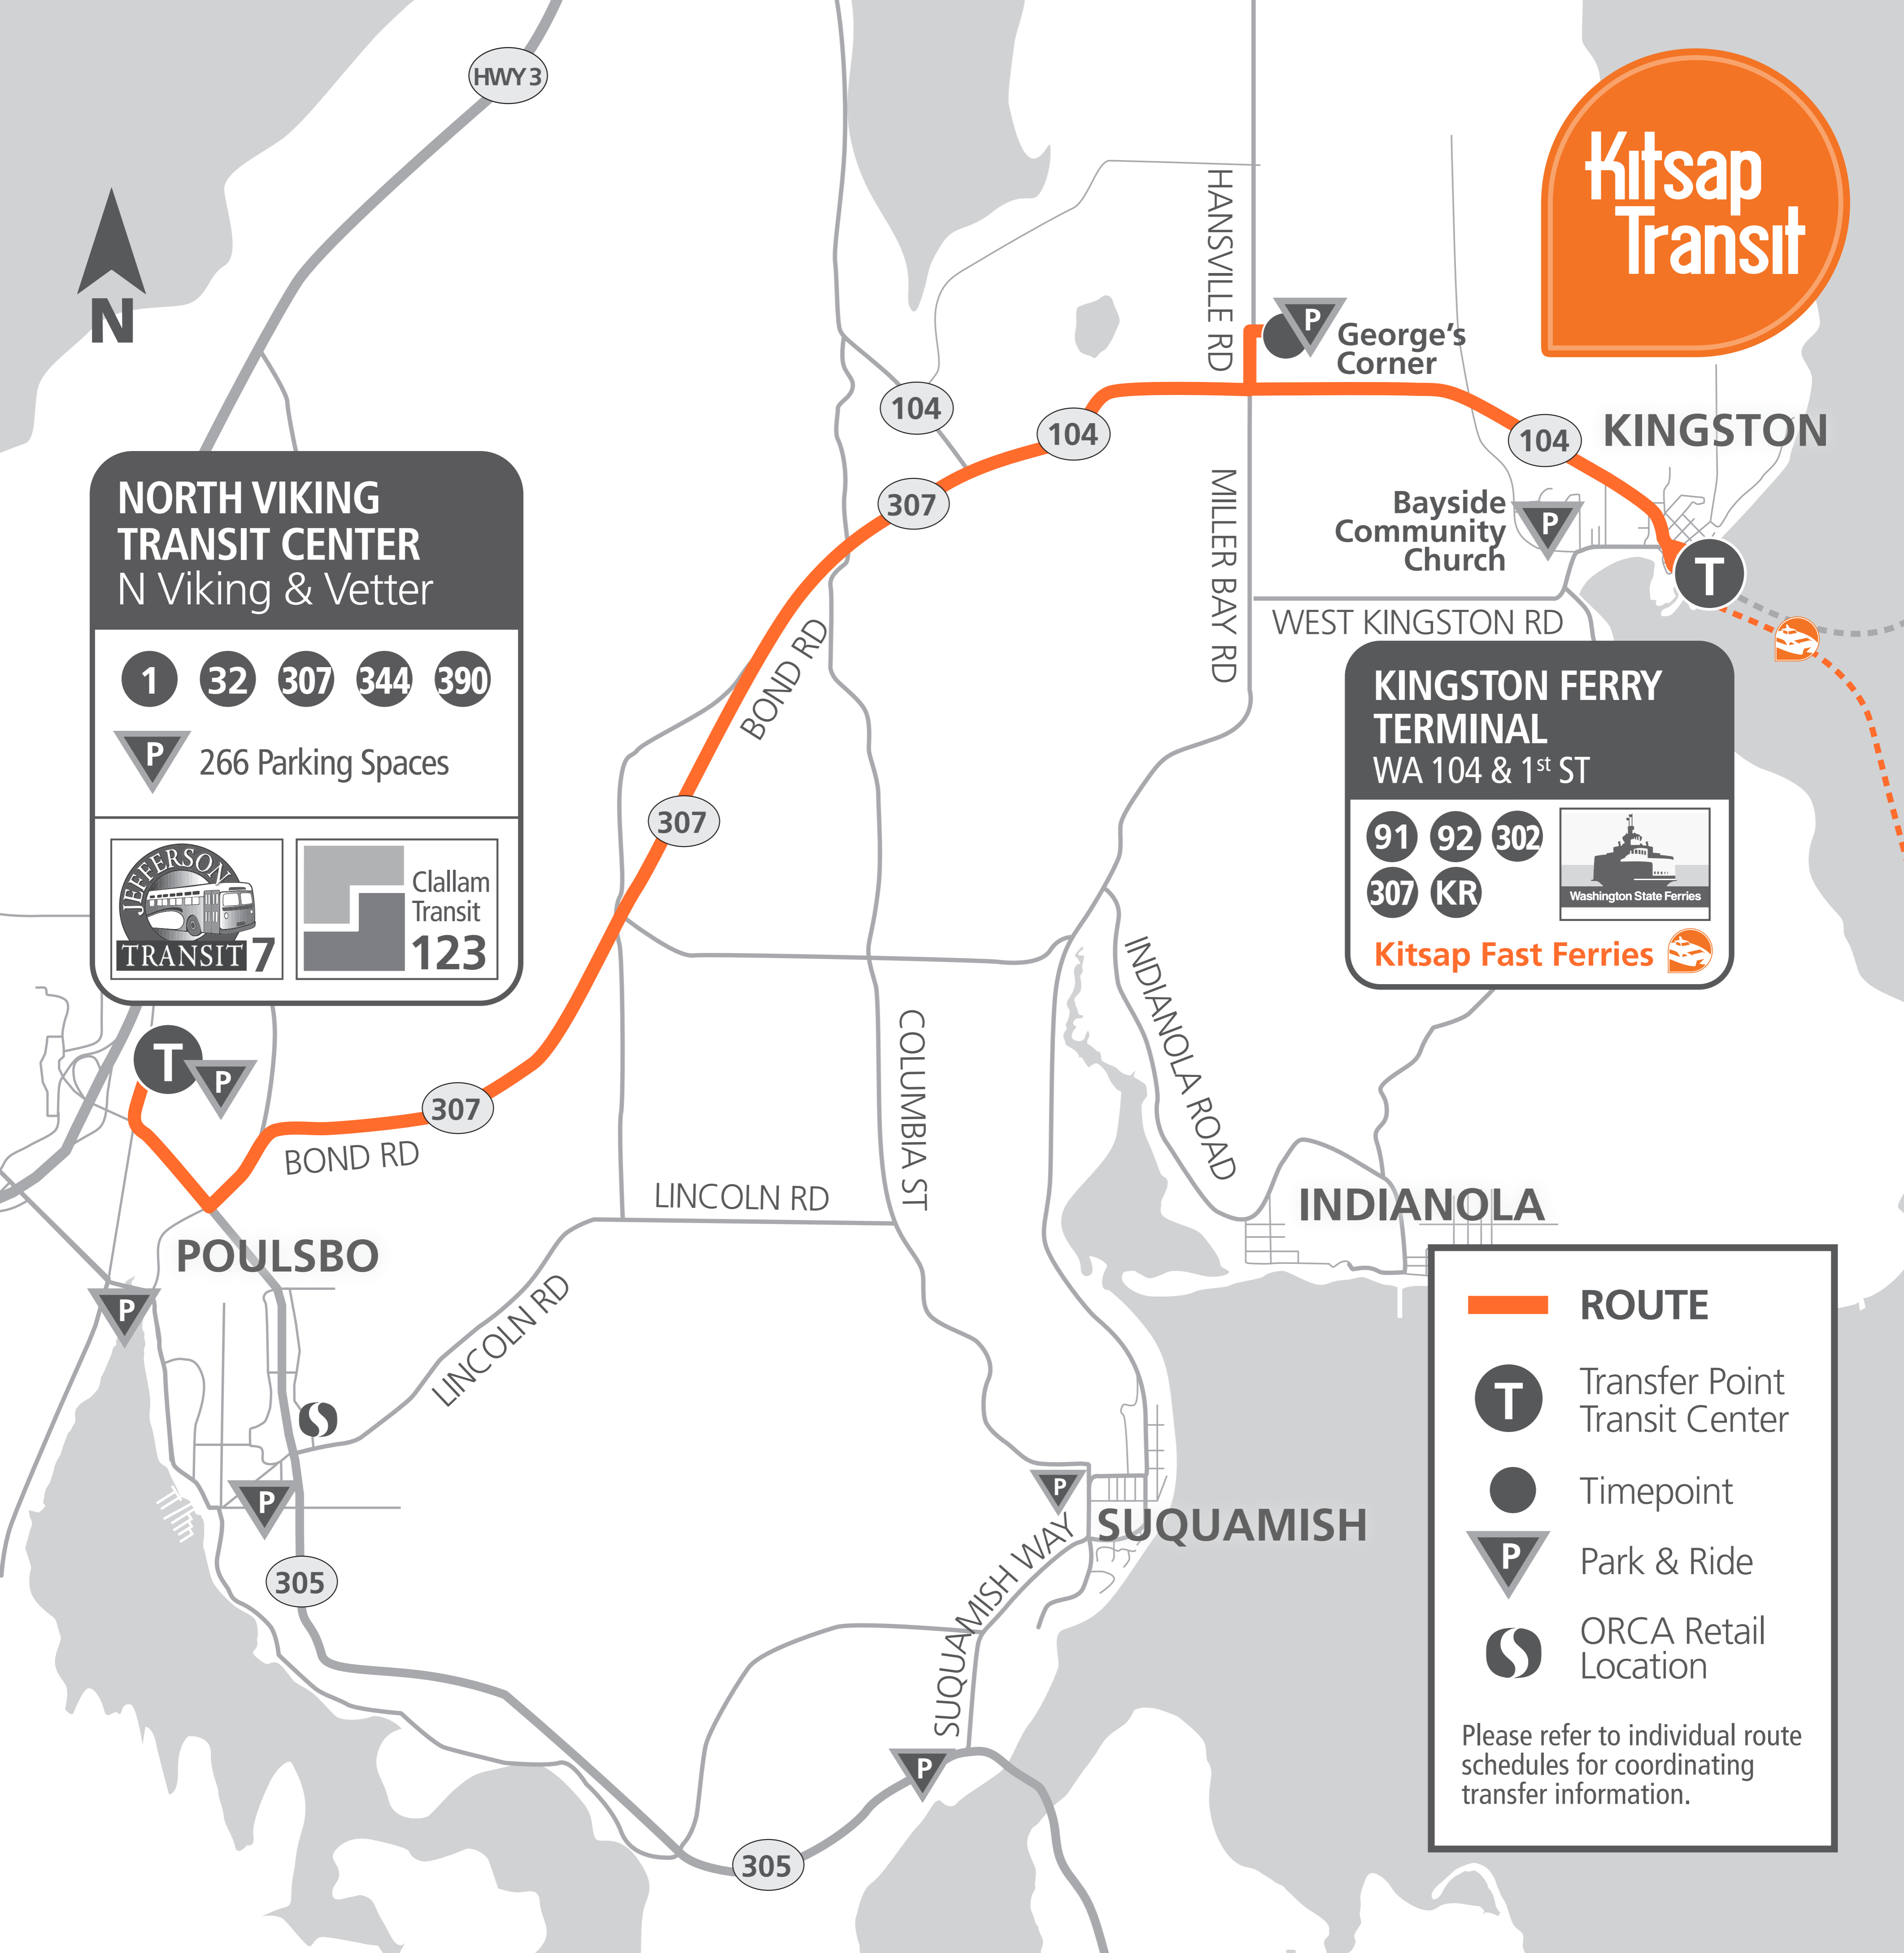 HWY 3
Kitsap
Transit
N
HANSVILLE RD
P
George's
Corner
104
104
104
KINGSTON
307
NORTH VIKING
TRANSIT CENTER
N Viking & Vetter
1 32 307 344 390
P 266 Parking Spaces
JEFFERSON
TRANSIT 7
Clallam
Transit
123
Bayside
Community
Church
P
T
MILLER BAY RD
WEST KINGSTON RD
BOND RD
KINGSTON FERRY
TERMINAL
WA 104 & 1st ST
91 92 302
307 KR
Washington State Ferries
Kitsap Fast Ferries
307
INDIANOLA ROAD
COLUMBIA ST
T
P
307
BOND RD
LINCOLN RD
INDIANOLA
POULSBO
P
LINCOLN RD
P
P
SUQUAMISH
SUQUAMISH WAY
305
SUQUAMISH WAY
P
305
ROUTE
T
Transfer Point
Transit Center
Timepoint
P
Park & Ride
ORCA Retail
Location
Please refer to individual route
schedules for coordinating
transfer information.